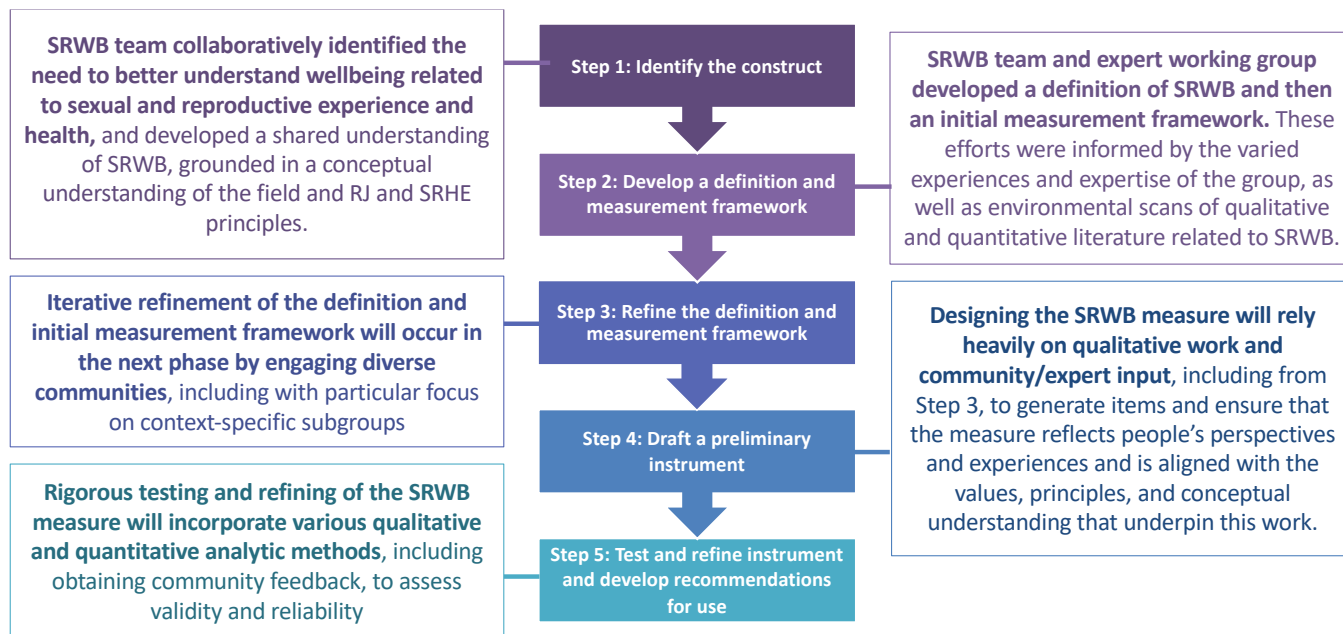 SRWB team collaboratively identified the
need to better understand wellbeing related
to sexual and reproductive experience and
health, and developed a shared understanding
of SRWB, grounded in a conceptual
understanding of the field and RJ and SRHE
principles.
Step 1: Identify the construct
SRWB team and expert working group
developed a definition of SRWB and then
an initial measurement framework. These
efforts were informed by the varied
experiences and expertise of the group, as
well as environmental scans of qualitative
and quantitative literature related to SRWB.
Step 2: Develop a definition and
measurement framework
Iterative refinement of the definition and
initial measurement framework will occur in
the next phase by engaging diverse
communities, including with particular focus
on context-specific subgroups
Step 3: Refine the definition and
measurement framework
Designing the SRWB measure will rely
heavily on qualitative work and
community/expert input, including from
Step 3, to generate items and ensure that
the measure reflects people’s perspectives
and experiences and is aligned with the
values, principles, and conceptual
understanding that underpin this work.
Step 4: Draft a preliminary
instrument
Rigorous testing and refining of the SRWB
measure will incorporate various qualitative
and quantitative analytic methods, including
obtaining community feedback, to assess
validity and reliability
Step 5: Test and refine instrument
and develop recommendations
for use